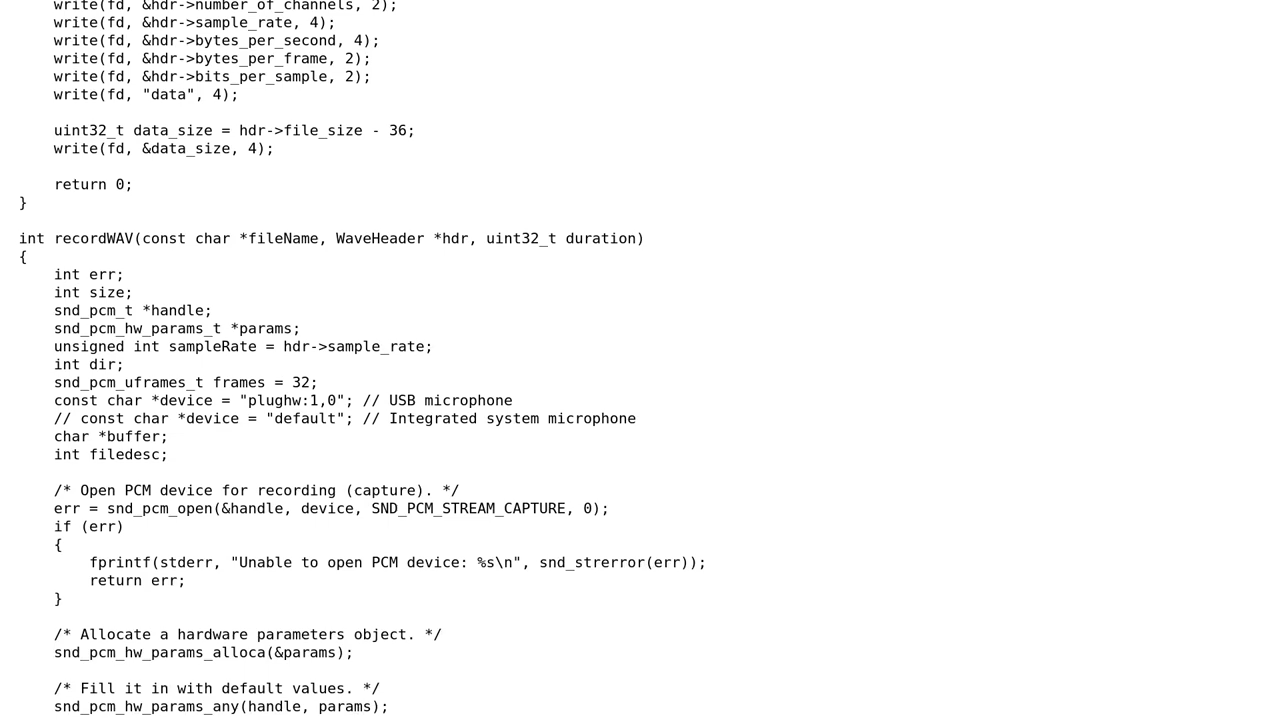 write(fd, &hdr->number_of_channels, 2);
write(fd, &hdr->sample_rate, 4);
write(fd, &hdr->bytes_per_second, 4);
write(fd, &hdr->bytes_per_frame, 2);
write(fd, &hdr->bits_per_sample, 2);
write(fd, "data", 4);
uint32_t data_size = hdr->file_size - 36;
write(fd, &data_size, 4);
return 0;
}
int recordWAV(const char *fileName, WaveHeader *hdr, uint32_t duration)
{
int err;
int size;
snd_pcm_t *handle;
snd_pcm_hw_params_t *params;
unsigned int sampleRate = hdr->sample_rate;
int dir;
snd_pcm_uframes_t frames = 32;
const char *device = "plughw:1,0"; // USB microphone
// const char *device = "default"; // Integrated system microphone
char *buffer;
int filedesc;
/* Open PCM device for recording (capture). */
err = snd_pcm_open(&handle, device, SND_PCM_STREAM_CAPTURE, 0);
if (err)
{
fprintf(stderr, "Unable to open PCM device: %s\n", snd_strerror(err));
return err;
}
/* Allocate a hardware parameters object. */
snd_pcm_hw_params_alloca(&params);
/* Fill it in with default values. */
snd_pcm_hw_params_any(handle, params);